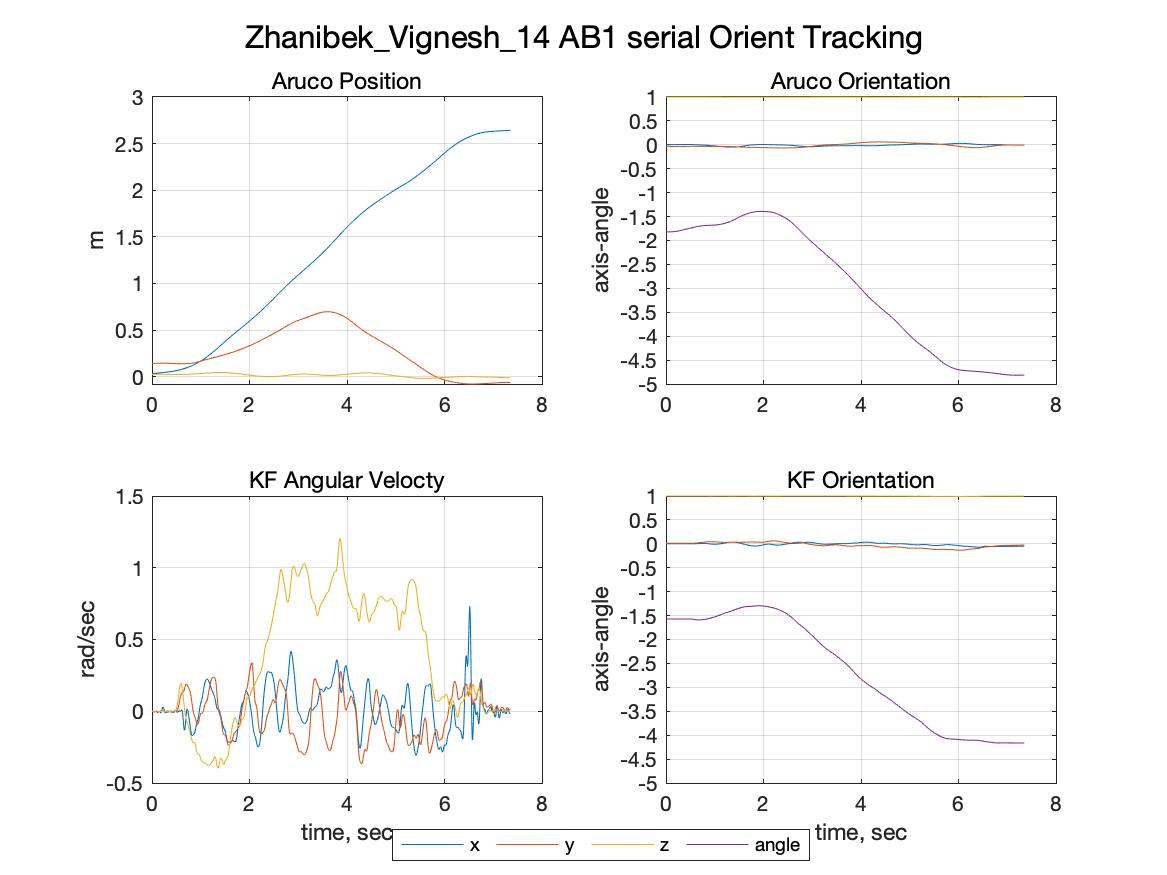 Zhanibek_Vignesh_14 AB1 serial Orient Tracking
Aruco Position
3
2.5
2
1.5
1
0.5
0
m
0 2 4 6 8
Aruco Orientation
1
0.5
0
-0.5
-1
-1.5
-2
-2.5
-3
-3.5
-4
-4.5
-5
axis-angle
0 2 4 6 8
KF Angular Velocty
1.5
1
0.5
0
-0.5
rad/sec
0 2 4 6 8
time, sec
KF Orientation
1
0.5
0
-0.5
-1
-1.5
-2
-2.5
-3
-3.5
-4
-4.5
-5
axis-angle
0 2 4 6 8
time, sec
x y z angle